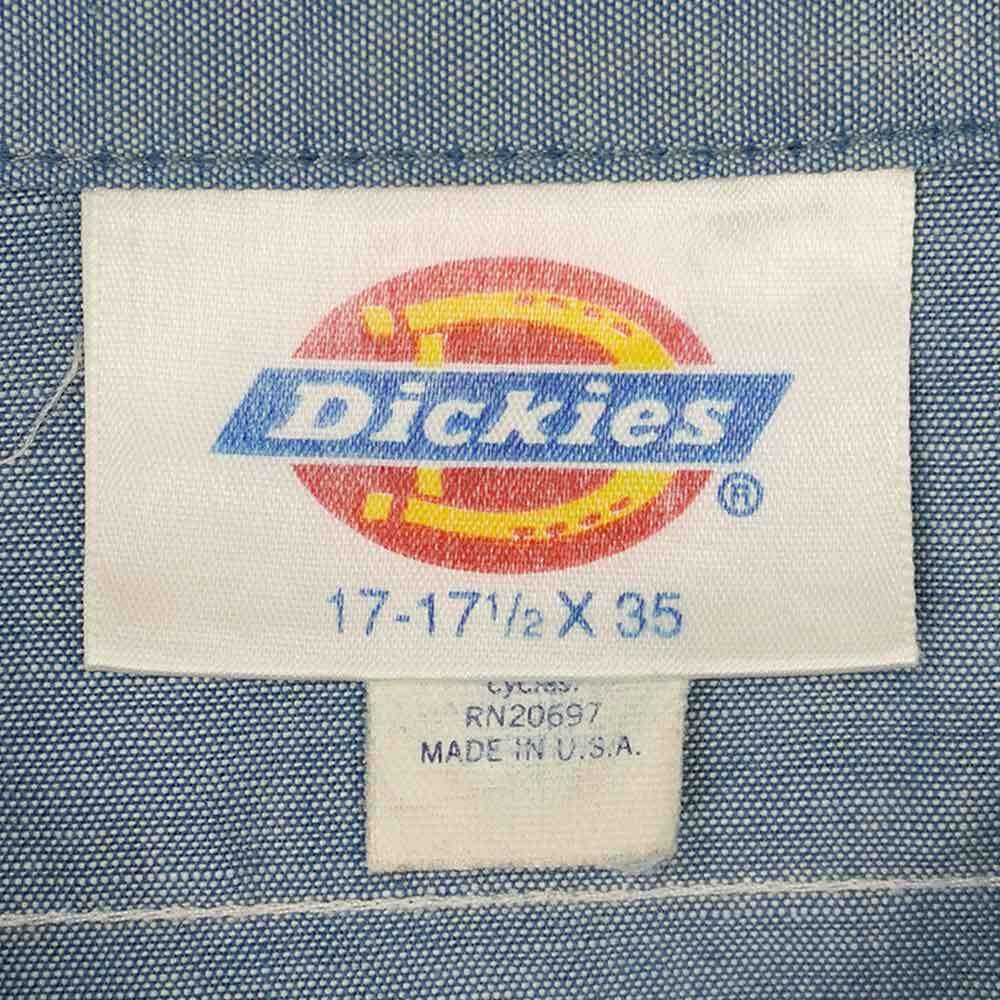 Dickies
®
17-17½ X 35
RN20697
MADE IN U.S.A.